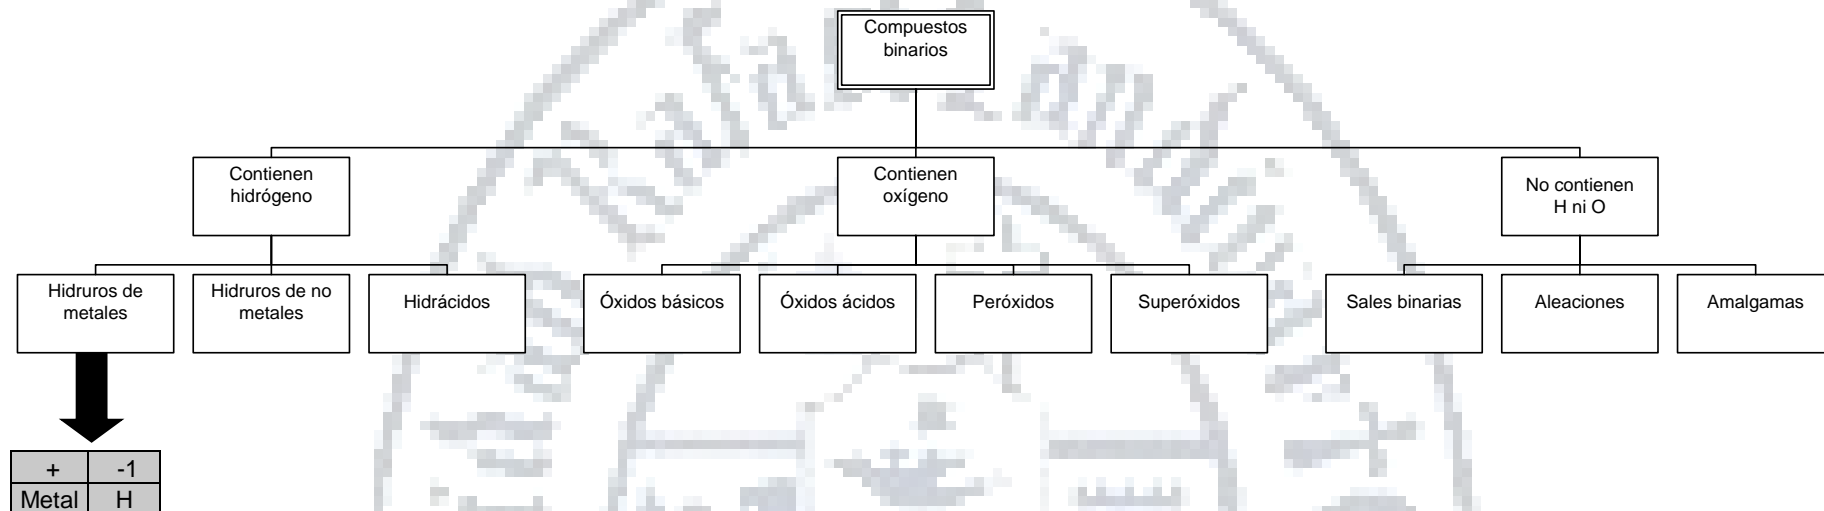 Compuestos
binarios
Contienen
hidrógeno
Contienen
oxígeno
No contienen
H ni O
Hidruros de
metales
Hidruros de no
metales
Hidrácidos
Óxidos básicos
Óxidos ácidos
Peróxidos
Superóxidos
Sales binarias
Aleaciones
Amalgamas
+ -1
Metal H